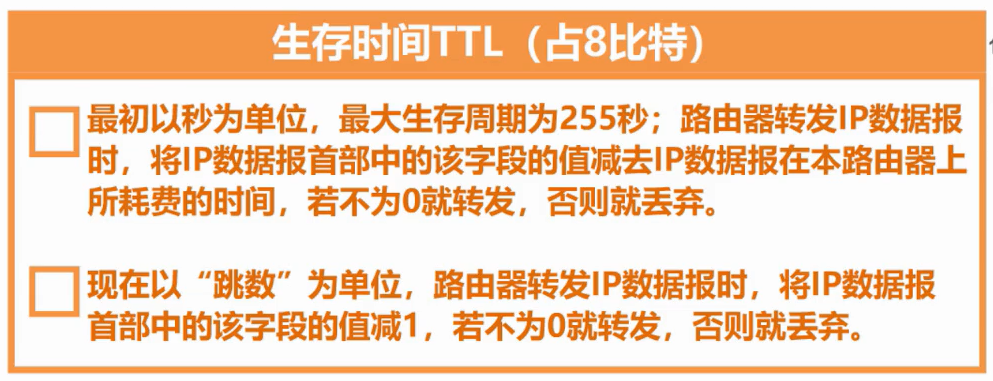 生存时间TTL（占8比特）
最初以秒为单位，最大生存周期为255秒；路由器转发IP数据报
时，将IP数据报首部中的该字段的值减去IP数据报在本路由器上
所耗费的时间，若不为0就转发，否则就丢弃。
现在以“跳数”为单位，路由器转发IP数据报时，将IP数据报
首部中的该字段的值减1，若不为0就转发，否则就丢弃。